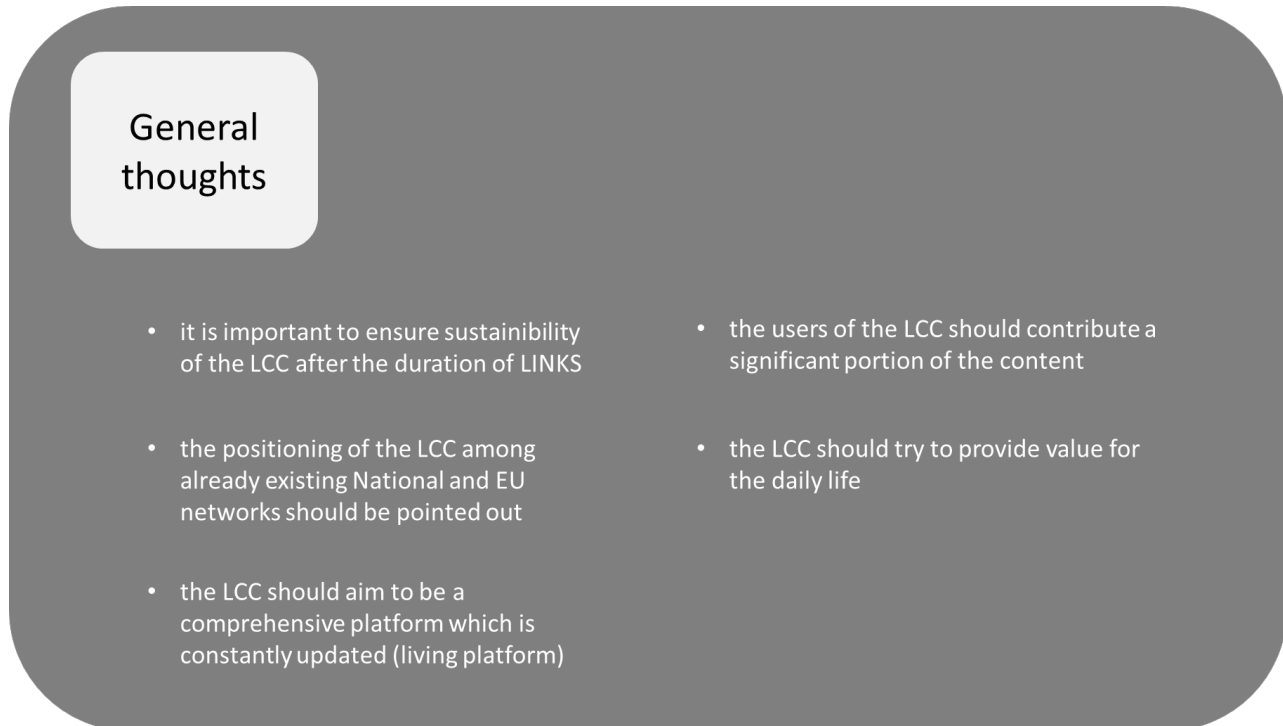 General
thoughts
• it is important to ensure sustainibility
of the LCC after the duration of LINKS
• the positioning of the LCC among
already existing National and EU
networks should be pointed out
• the LCC should aim to be a
comprehensive platform which is
constantly updated (living platform)
• the users of the LCC should contribute a
significant portion of the content
• the LCC should try to provide value for
the daily life